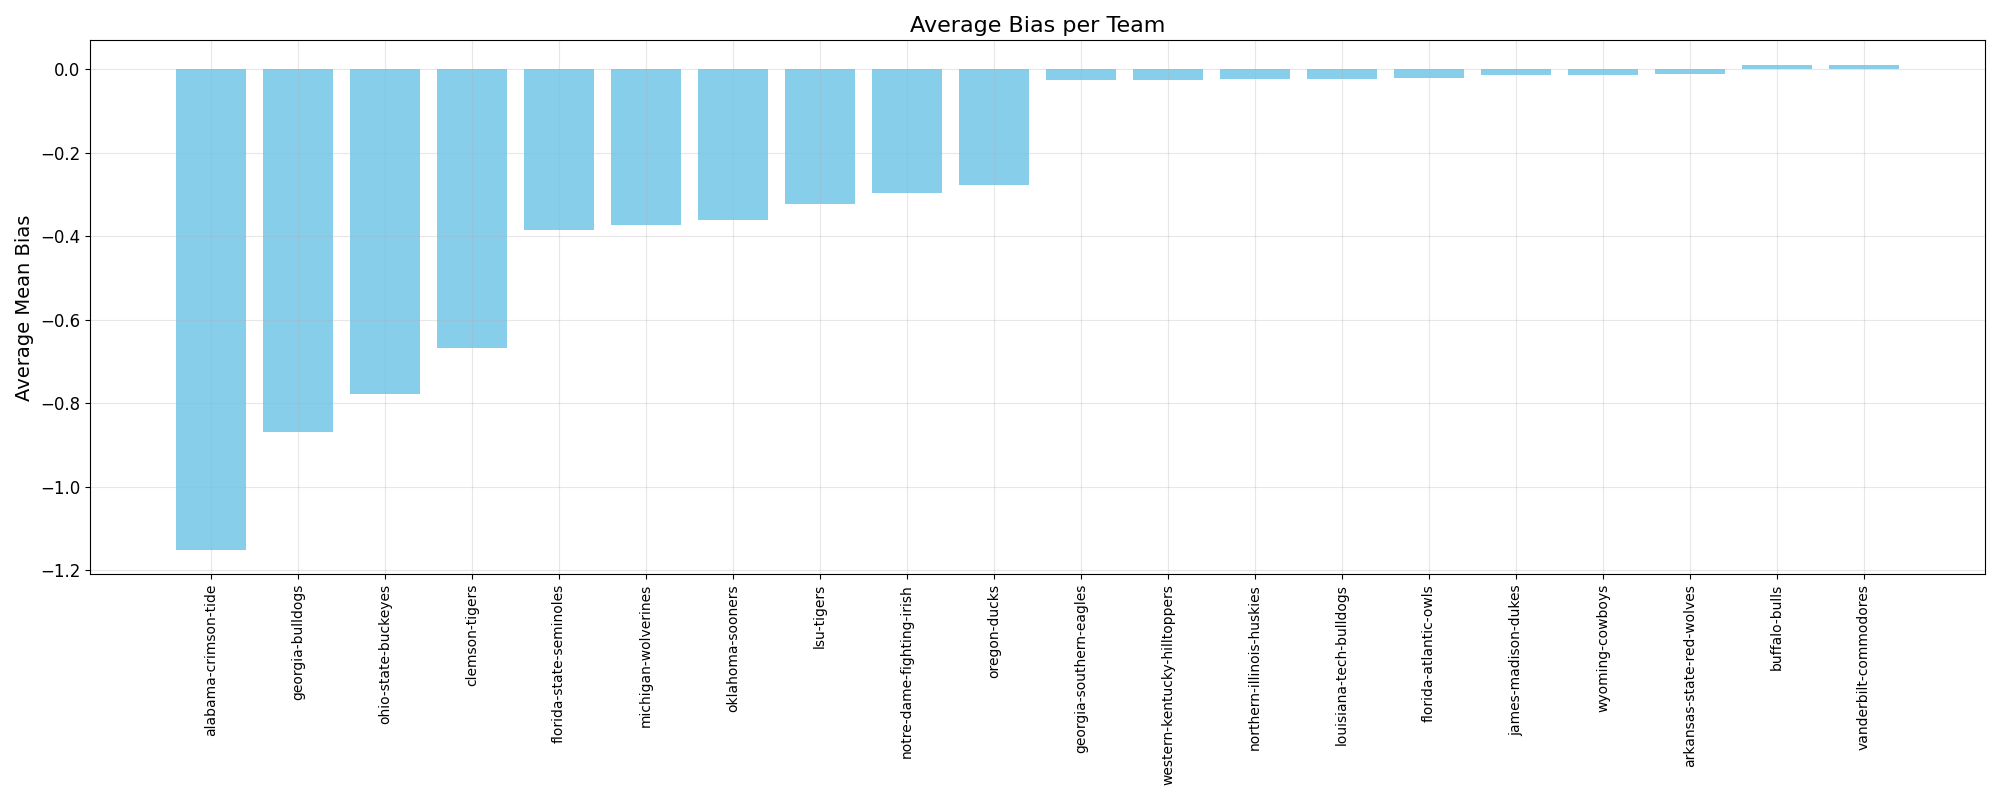 Average Bias per Team
Average Mean Bias
0.0
−0.2
−0.4
−0.6
−0.8
−1.0
−1.2
alabama-crimson-tide
georgia-bulldogs
ohio-state-buckeyes
clemson-tigers
florida-state-seminoles
michigan-wolverines
oklahoma-sooners
lsu-tigers
notre-dame-fighting-irish
oregon-ducks
georgia-southern-eagles
western-kentucky-hilltoppers
northern-illinois-huskies
louisiana-tech-bulldogs
florida-atlantic-owls
james-madison-dukes
wyoming-cowboys
arkansas-state-red-wolves
buffalo-bulls
vanderbilt-commodores